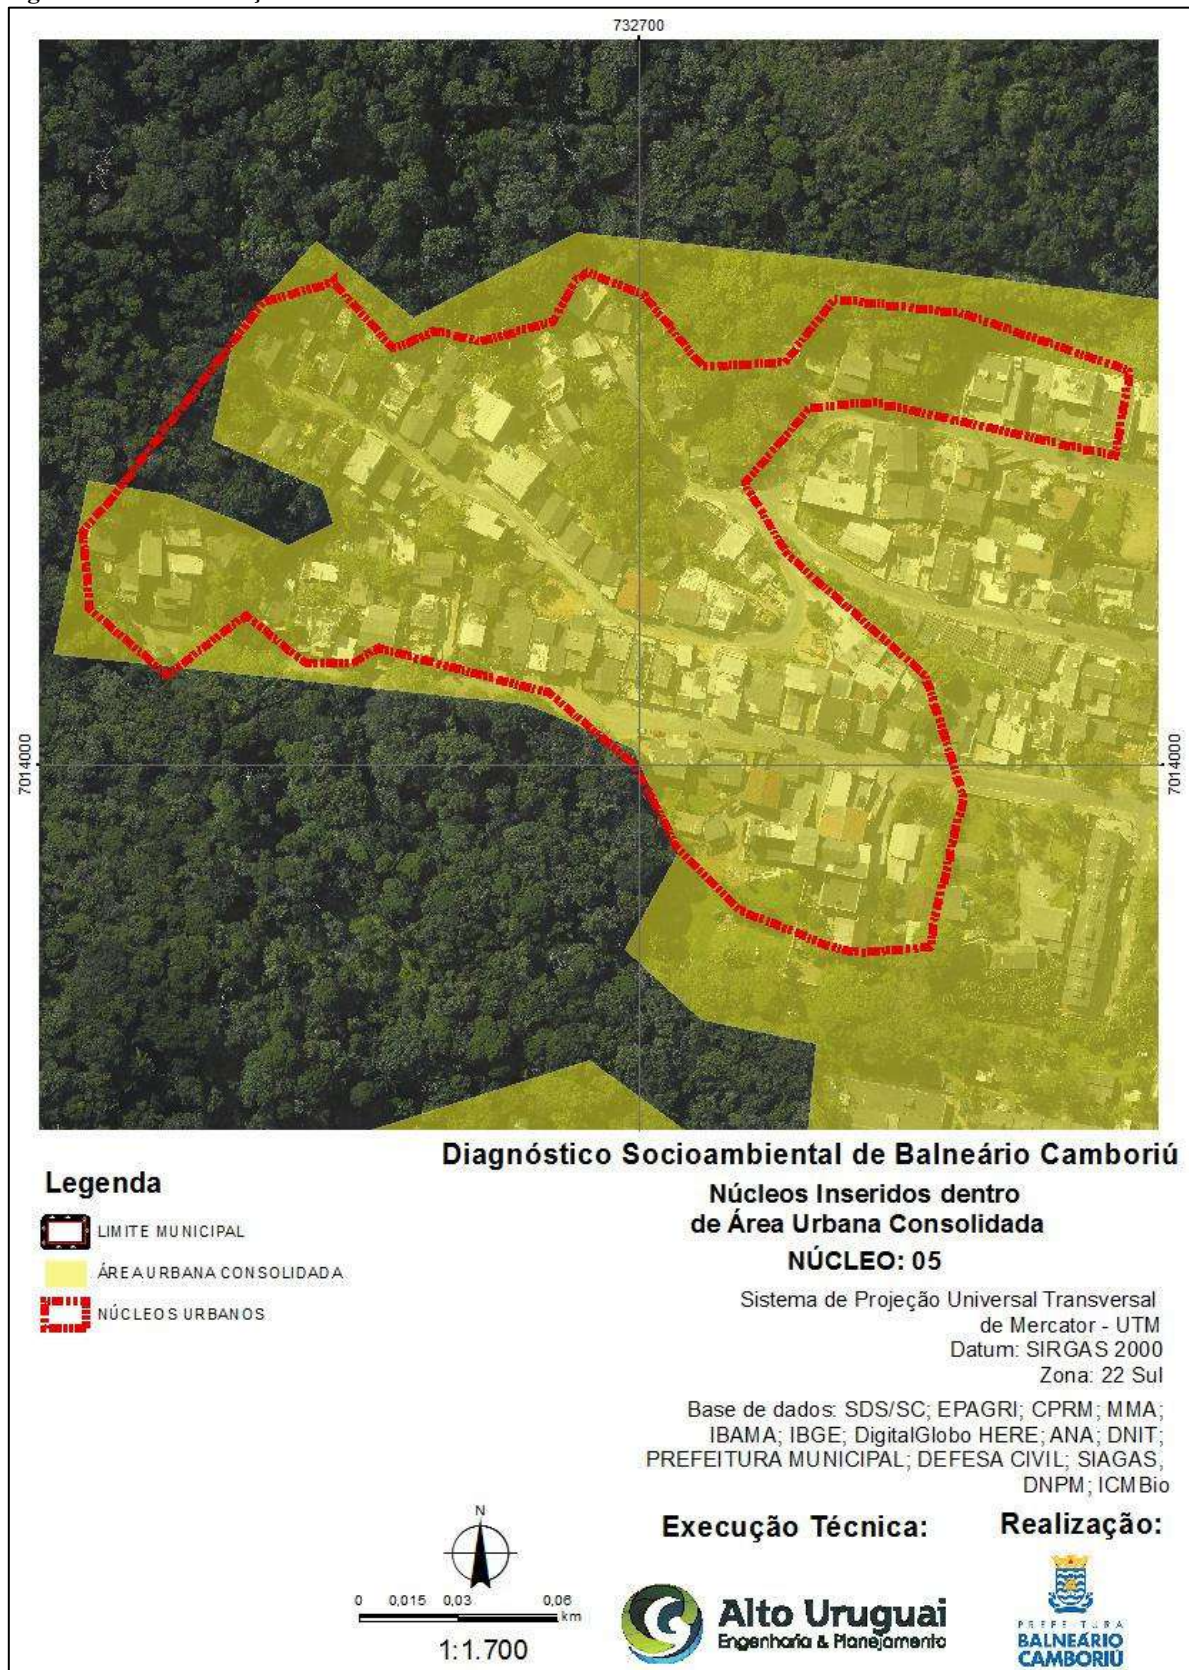 732700
7014000
7014000
Diagnóstico Socioambiental de Balneário Camboriú
Núcleos Inseridos dentro
de Área Urbana Consolidada
NÚCLEO: 05
Legenda
LIMITE MUNICIPAL
ÁREA URBANA CONSOLIDADA
NÚCLEOS URBANOS
Sistema de Projeção Universal Transversal
de Mercator - UTM
Datum: SIRGAS 2000
Zona: 22 Sul
Base de dados: SDS/SC; EPAGRI; CPRM; MMA;
IBAMA; IBGE; DigitalGlobo HERE; ANA; DNIT;
PREFEITURA MUNICIPAL; DEFESA CIVIL; SIAGAS,
DNPM; ICMBio
N
0 0,015 0,03 0,06
km
1:1.700
Execução Técnica:
Alto Uruguai
Engenharia & Planejamento
Realização:
PREFEITURA
BALNEÁRIO
CAMBORIÚ